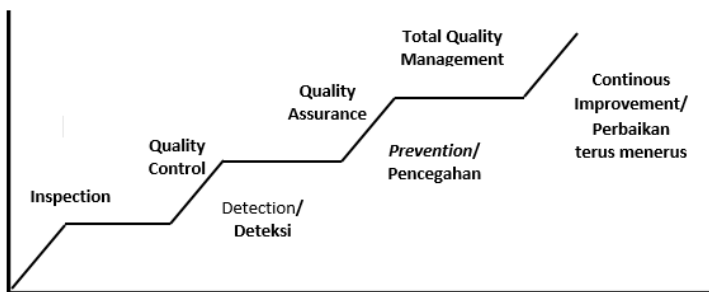 Total Quality
Management
Quality
Assurance
Continous
Improvement/
Perbaikan
terus menerus
Quality
Control
Prevention/
Pencegahan
Inspection
Detection/
Deteksi